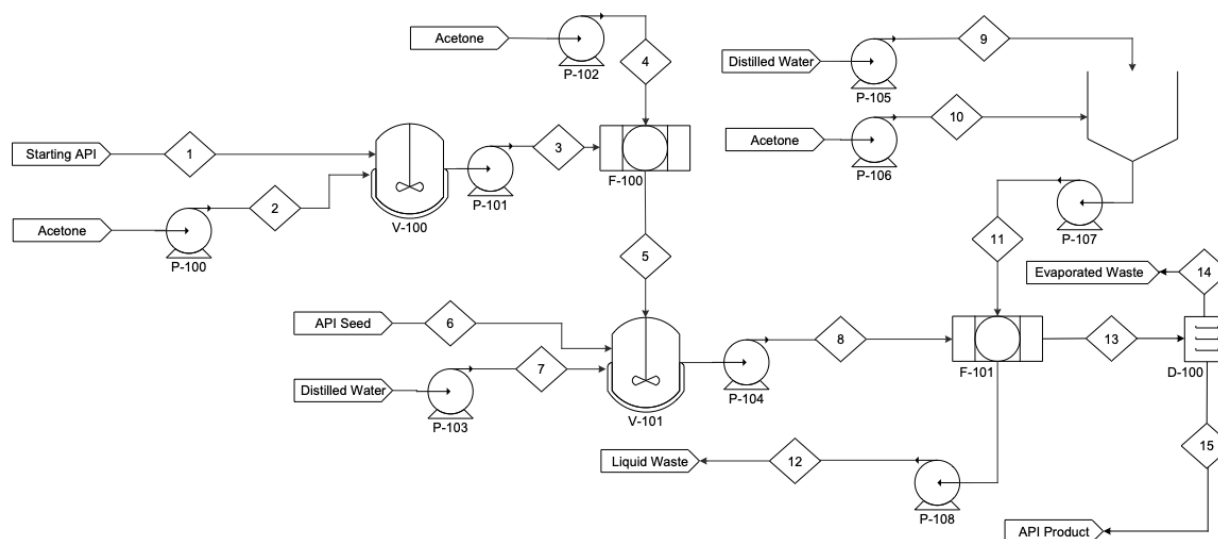 Acetone
P-102
4
Distilled Water
P-105
9
Acetone
P-106
10
Starting API
1
V-100
P-101
3
F-100
Acetone
P-100
2
5
11
P-107
Evaporated Waste
14
API Seed
6
Distilled Water
P-103
7
V-101
P-104
8
F-101
13
D-100
Liquid Waste
12
P-108
15
API Product